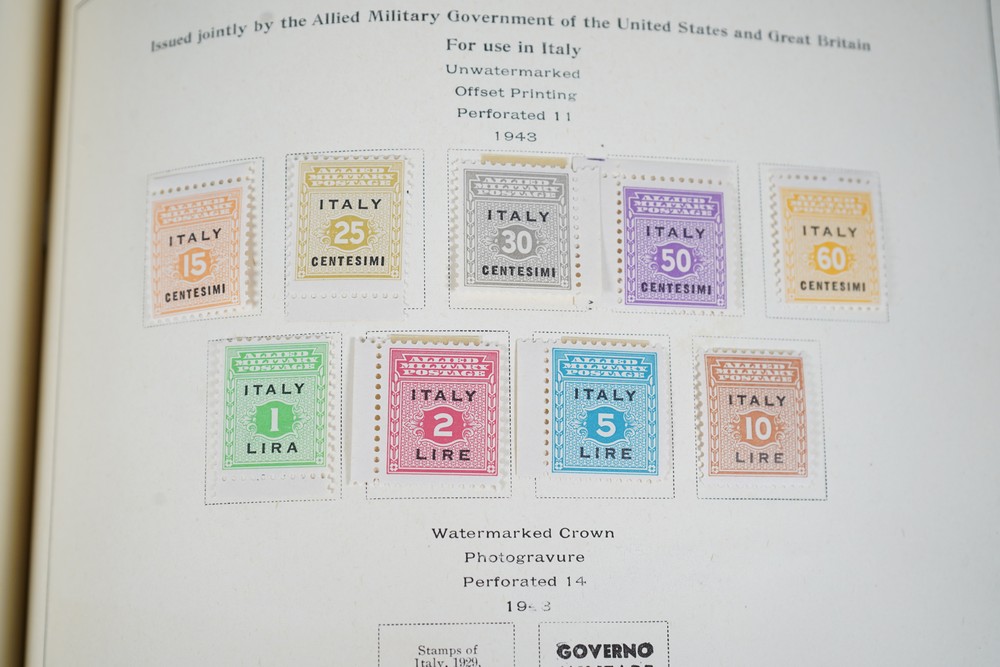 Issued jointly by the Allied Military Government of the United States and Great Britain
For use in Italy
Unwatermarked
Offset Printing
Perforated 11
1943
ALLIED
MILITARY
POSTAGE
ITALY
15
CENTESIMI
ALLIED
MILITARY
POSTAGE
ITALY
25
CENTESIMI
ALLIED
MILITARY
POSTAGE
ITALY
30
CENTESIMI
ALLIED
MILITARY
POSTAGE
ITALY
50
CENTESIMI
ALLIED
MILITARY
POSTAGE
ITALY
60
CENTESIMI
ALLIED
MILITARY
POSTAGE
ITALY
1
LIRA
ALLIED
MILITARY
POSTAGE
ITALY
2
LIRE
ALLIED
MILITARY
POSTAGE
ITALY
5
LIRE
ALLIED
MILITARY
POSTAGE
ITALY
10
LIRE
Watermarked Crown
Photogravure
Perforated 14
Stamps of
Italy, 1929,
GOVERNO